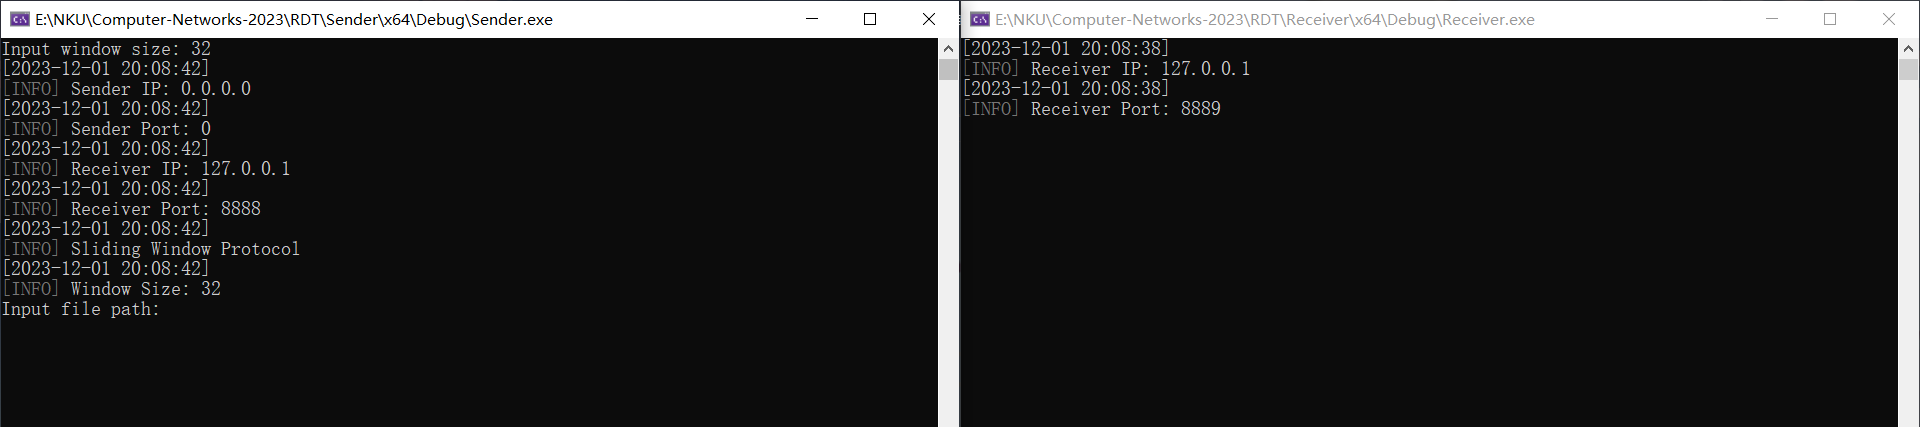 E:\NKU\Computer-Networks-2023\RDT\Sender\x64\Debug\Sender.exe
Input window size: 32
[2023-12-01 20:08:42]
[INFO] Sender IP: 0.0.0.0
[2023-12-01 20:08:42]
[INFO] Sender Port: 0
[2023-12-01 20:08:42]
[INFO] Receiver IP: 127.0.0.1
[2023-12-01 20:08:42]
[INFO] Receiver Port: 8888
[2023-12-01 20:08:42]
[INFO] Sliding Window Protocol
[2023-12-01 20:08:42]
[INFO] Window Size: 32
Input file path:
E:\NKU\Computer-Networks-2023\RDT\Receiver\x64\Debug\Receiver.exe
[2023-12-01 20:08:38]
[INFO] Receiver IP: 127.0.0.1
[2023-12-01 20:08:38]
[INFO] Receiver Port: 8889